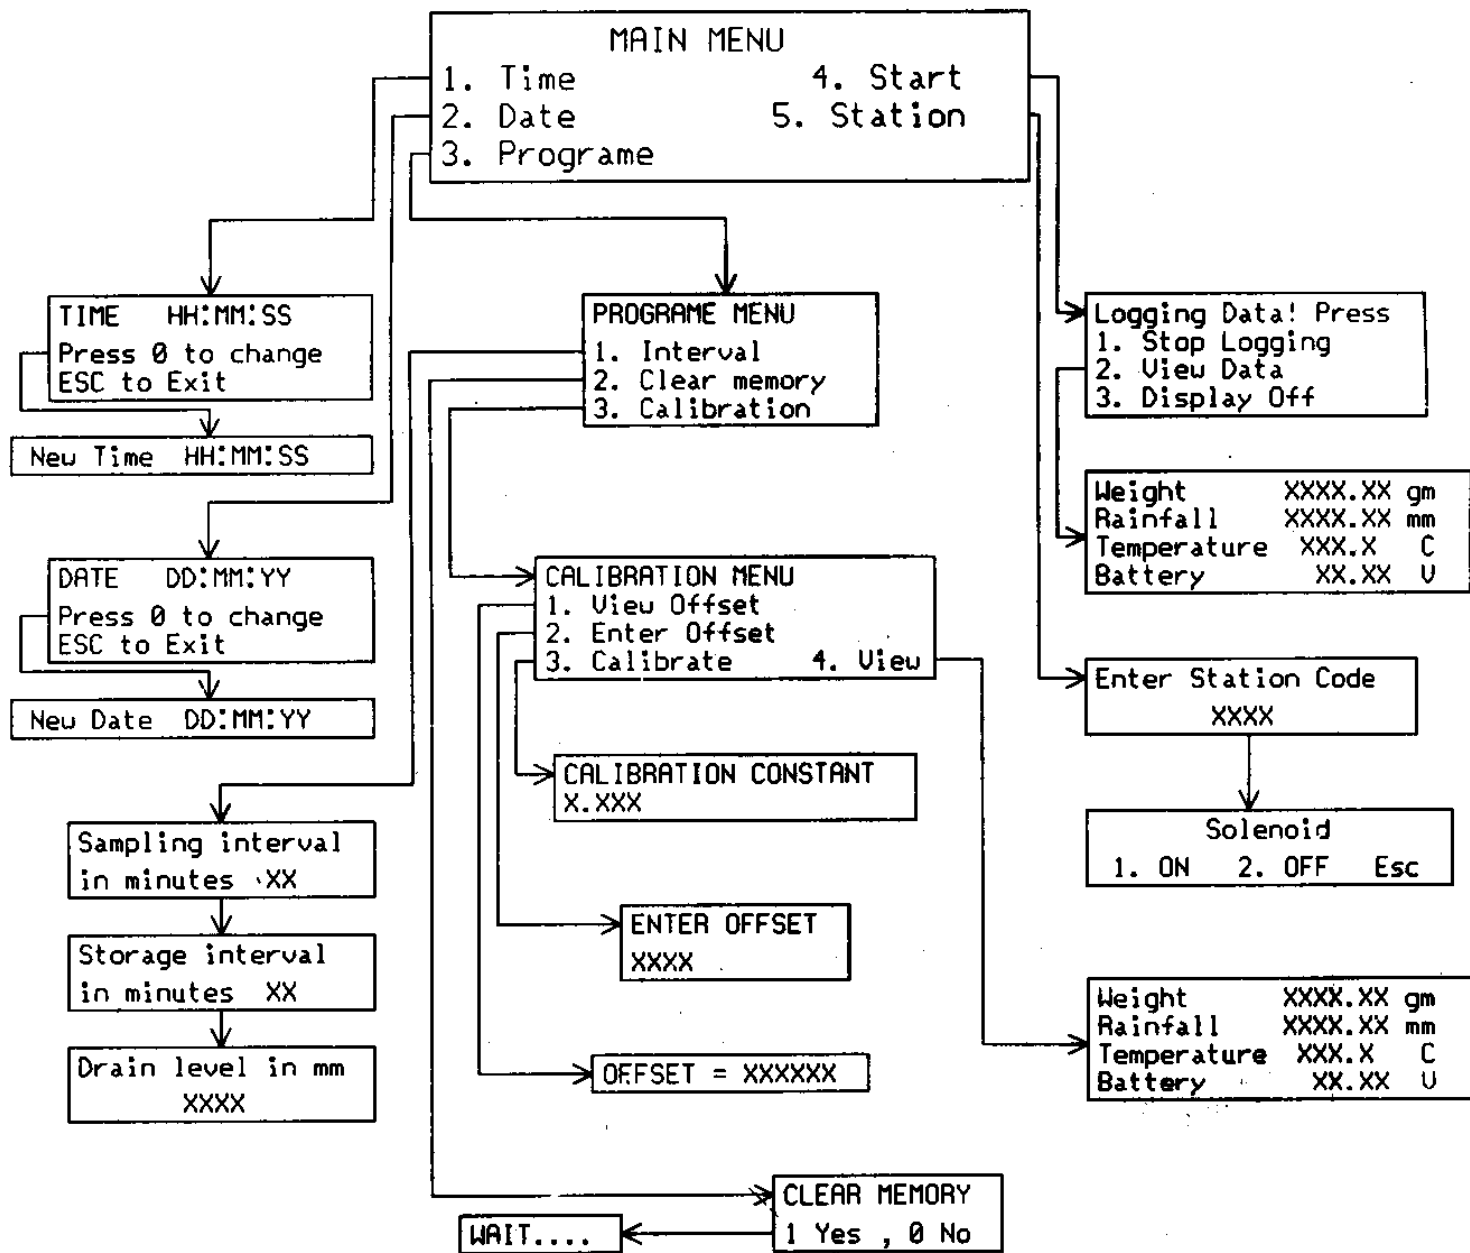 MAIN MENU
1. Time 4. Start
2. Date 5. Station
3. Programe
TIME HH:MM:SS
Press 0 to change
ESC to Exit
New Time HH:MM:SS
PROGRAME MENU
1. Interval
2. Clear memory
3. Calibration
Logging Data! Press
1. Stop Logging
2. View Data
3. Display Off
Weight XXXX.XX gm
Rainfall XXXX.XX mm
Temperature XXX.X C
Battery XX.XX V
DATE DD:MM:YY
Press 0 to change
ESC to Exit
New Date DD:MM:YY
CALIBRATION MENU
1. View Offset
2. Enter Offset
3. Calibrate 4. View
Enter Station Code
XXXX
CALIBRATION CONSTANT
X.XXX
Solenoid
1. ON 2. OFF Esc
Sampling interval
in minutes XX
Storage interval
in minutes XX
Drain level in mm
XXXX
ENTER OFFSET
XXXX
OFFSET = XXXXXX
Weight XXXX.XX gm
Rainfall XXXX.XX mm
Temperature XXX.X C
Battery XX.XX V
CLEAR MEMORY
1 Yes , 0 No
WAIT....